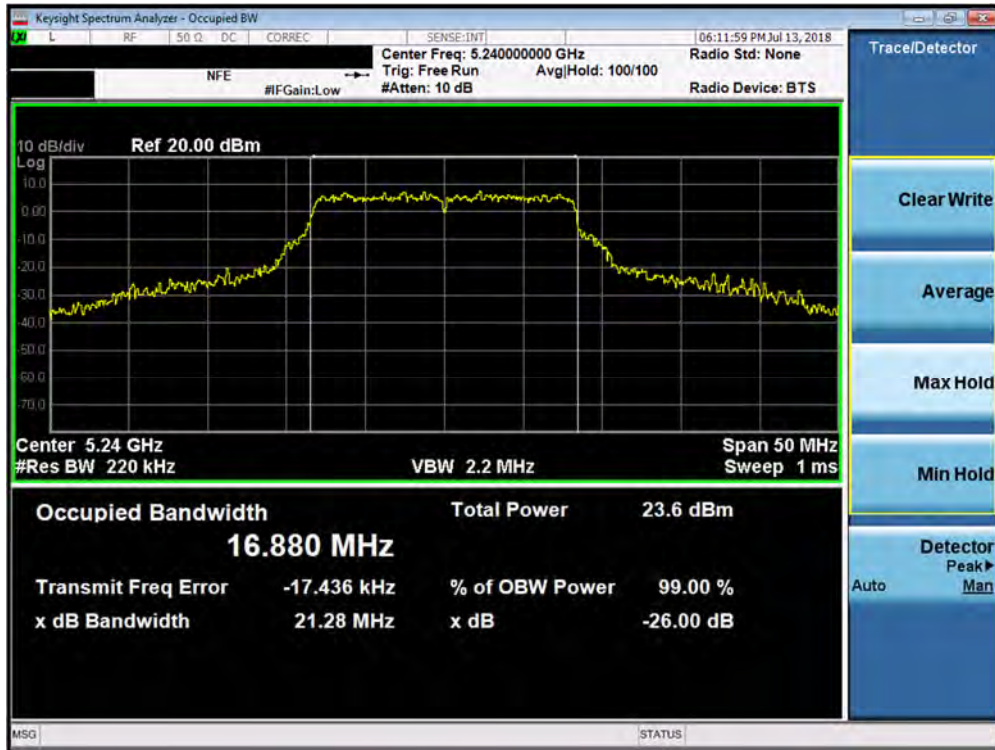 Keysight Spectrum Analyzer - Occupied BW
LXI L RF 50 Ω DC CORREC SENSE:INT 06:11:59 PM Jul 13, 2018
Center Freq: 5.240000000 GHz Radio Std: None
NFE Trig: Free Run Avg|Hold: 100/100
#IFGain:Low #Atten: 10 dB Radio Device: BTS
10 dB/div Ref 20.00 dBm
Log
10.0
0.00
-10.0
-20.0
-30.0
-40.0
-50.0
-60.0
-70.0
Center 5.24 GHz Span 50 MHz
#Res BW 220 kHz VBW 2.2 MHz Sweep 1 ms
Occupied Bandwidth Total Power 23.6 dBm
16.880 MHz
Transmit Freq Error -17.436 kHz % of OBW Power 99.00 %
x dB Bandwidth 21.28 MHz x dB -26.00 dB
MSG STATUS
Trace/Detector
Clear Write
Average
Max Hold
Min Hold
Detector
Peak▶
Auto Man